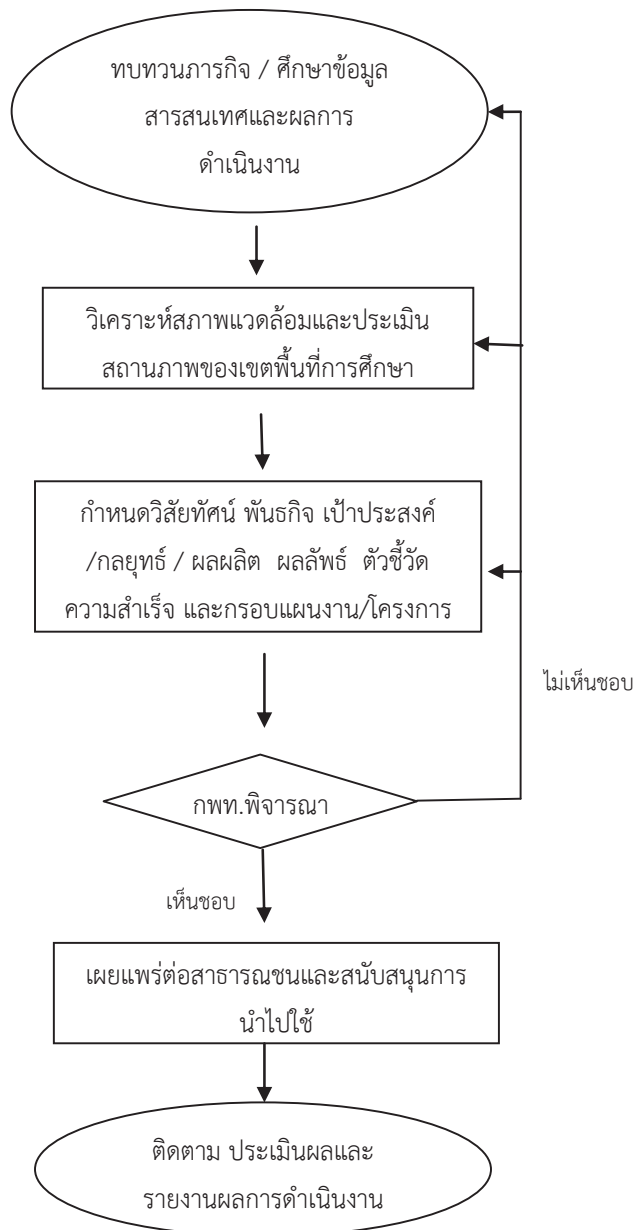 ทบทวนภารกิจ / ศึกษาข้อมูล
สารสนเทศและผลการ
ดำเนินงาน
วิเคราะห์สภาพแวดล้อมและประเมิน
สถานภาพของเขตพื้นที่การศึกษา
กำหนดวิสัยทัศน์ พันธกิจ เป้าประสงค์
/กลยุทธ์ / ผลผลิต ผลลัพธ์ ตัวชี้วัด
ความสำเร็จ และกรอบแผนงาน/โครงการ
ไม่เห็นชอบ
กพท.พิจารณา
เห็นชอบ
เผยแพร่ต่อสาธารณชนและสนับสนุนการ
นำไปใช้
ติดตาม ประเมินผลและ
รายงานผลการดำเนินงาน